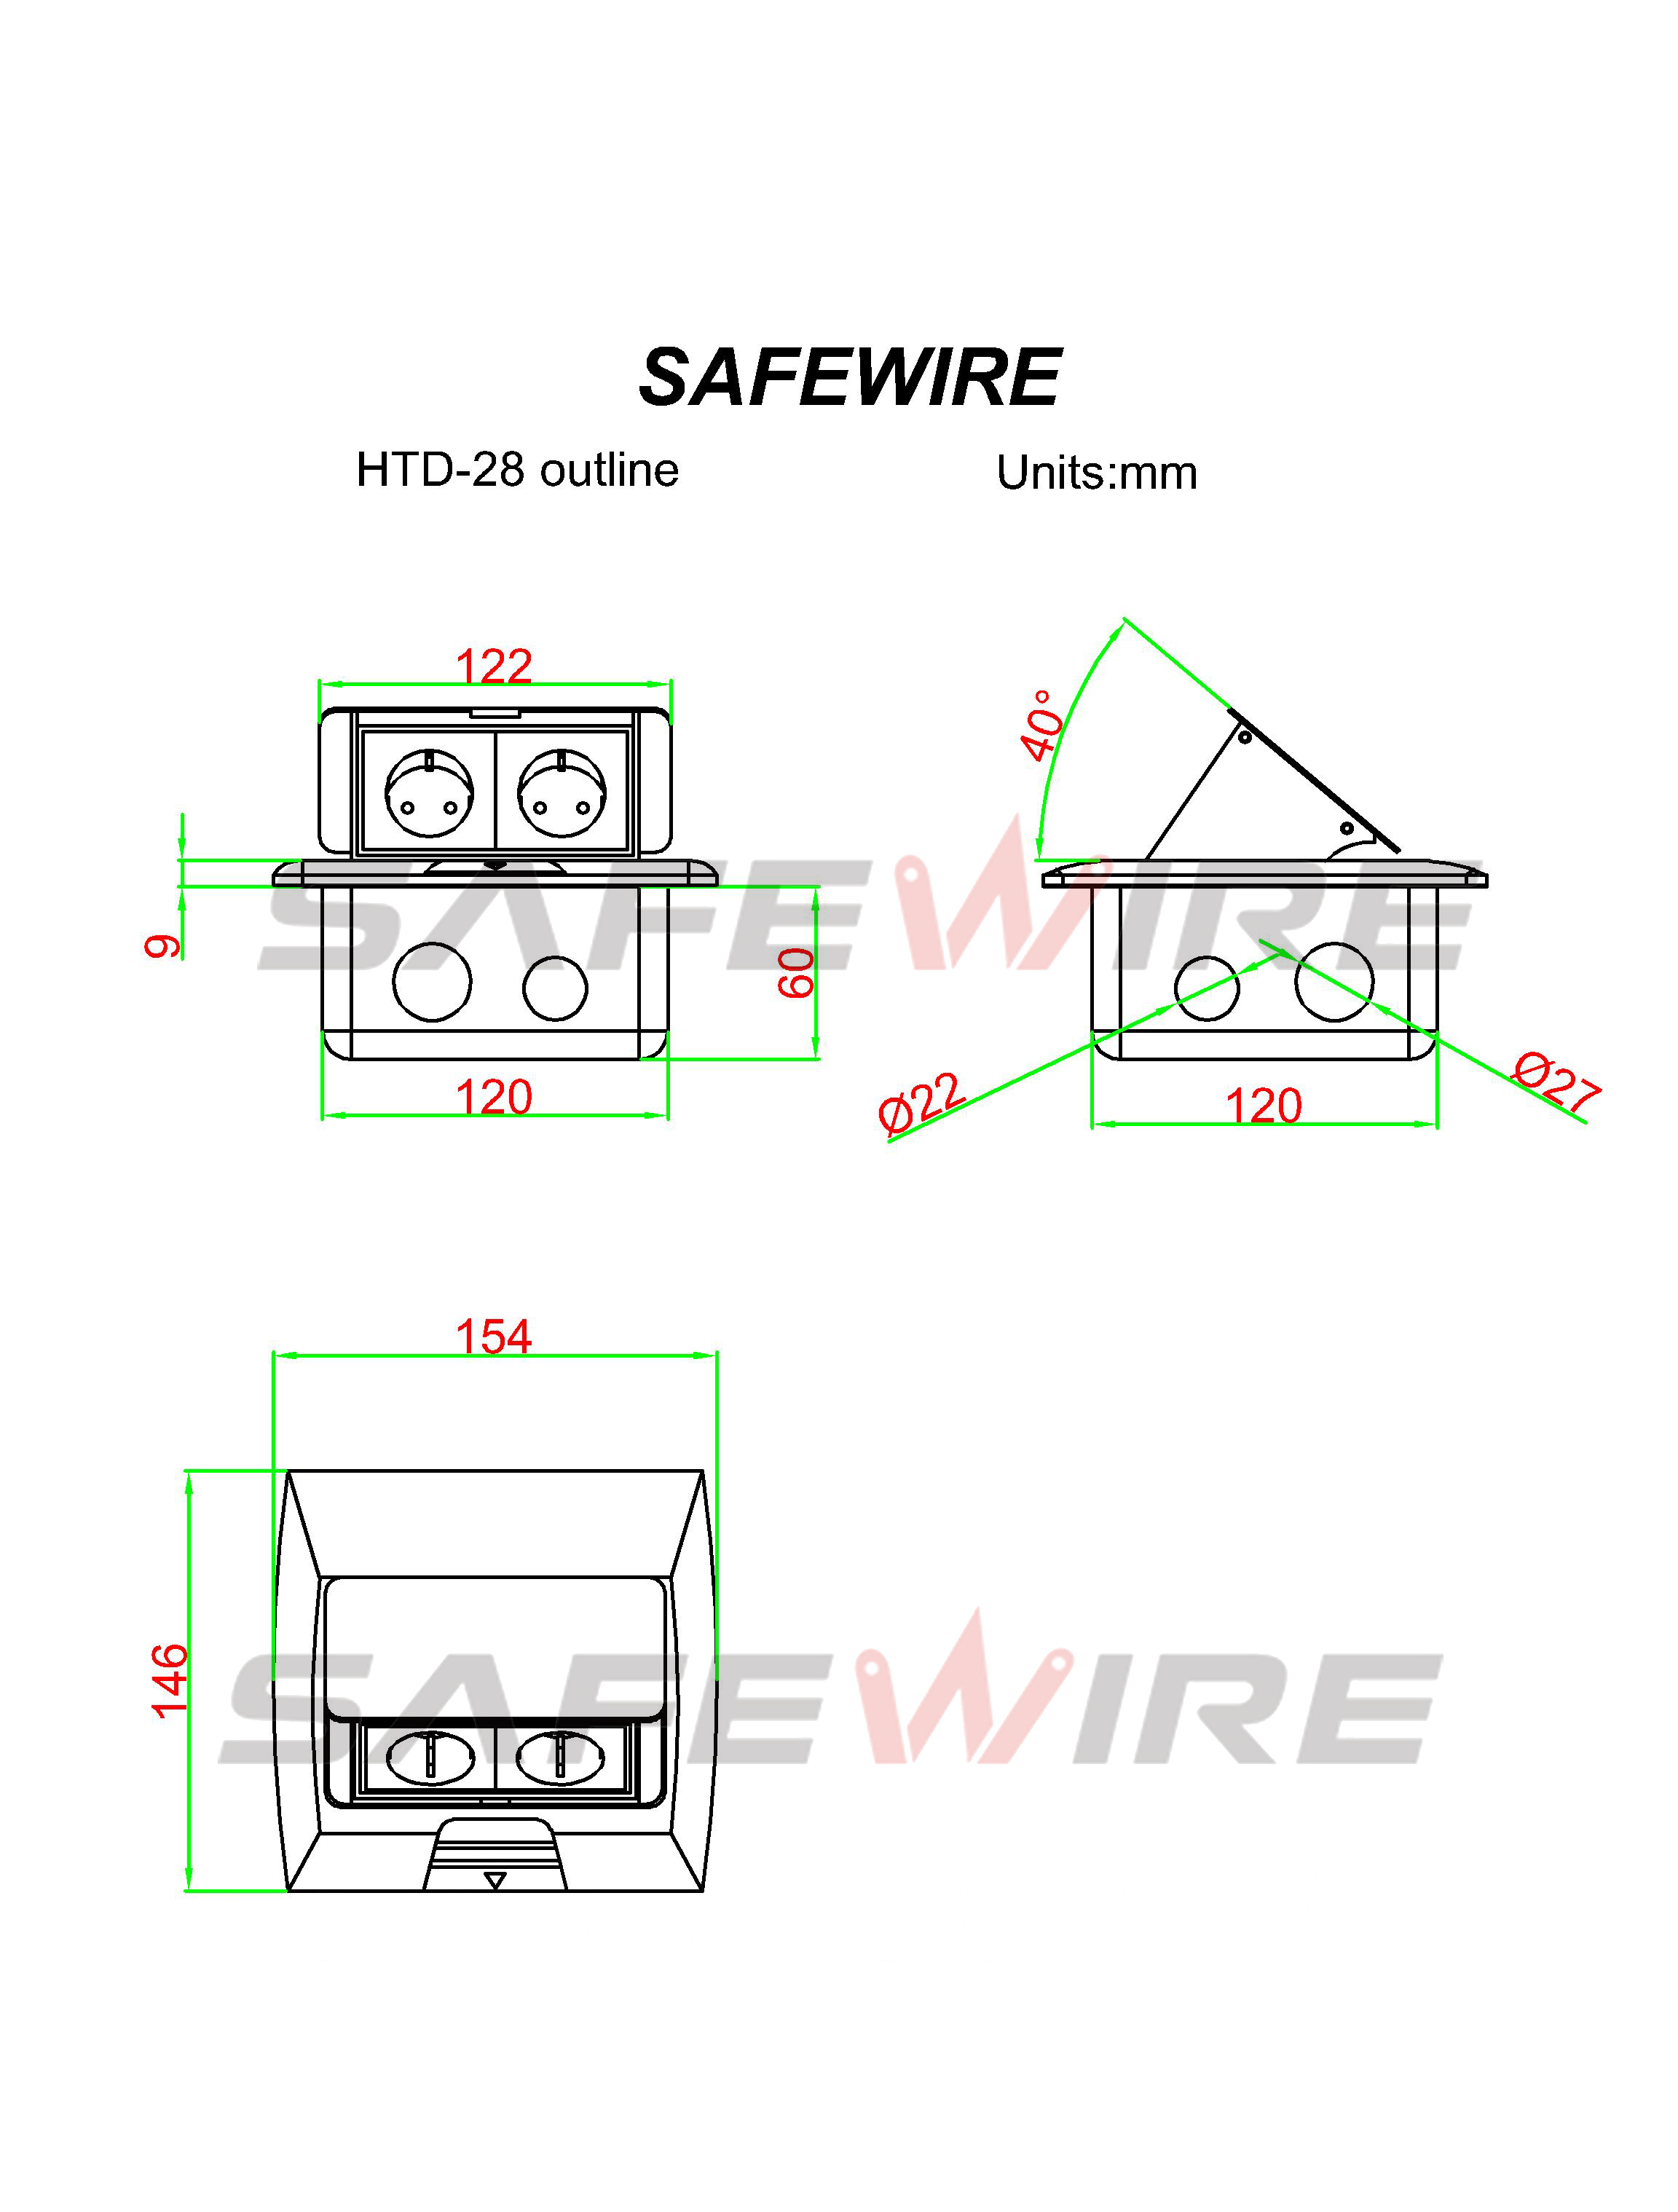 SAFEWIRE
HTD-28 outline
Units:mm
122
40°
9
60
120
Ø22
120
Ø27
SAFEWIRE
154
146
SAFEWIRE